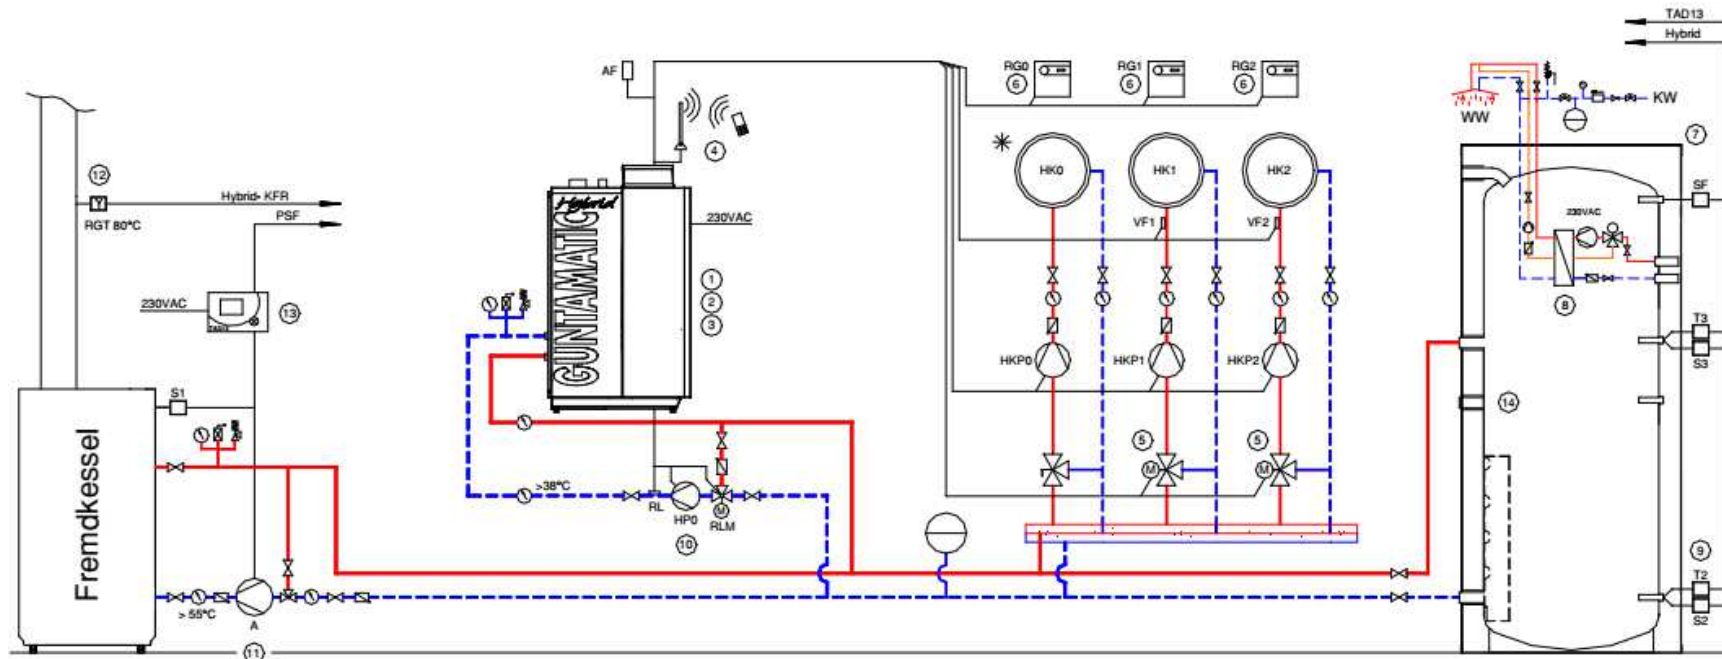 TAD13
Hybrid
AF
RG0
6
RG1
6
RG2
6
KW
WW
7
4
*
HK0
HK1
HK2
12
Hybrid- KFR
RGT 80°C
PSF
Hybrid
GUNTAMATIC
230VAC
VF1
VF2
230VAC
SF
1
2
3
230VAC
13
8
T3
S3
HKP0
HKP1
HKP2
S1
14
5
5
M
M
Fremdkessel
>38°C
RL
HP0
M
RLM
10
9
T2
S2
> 55°C
A
11